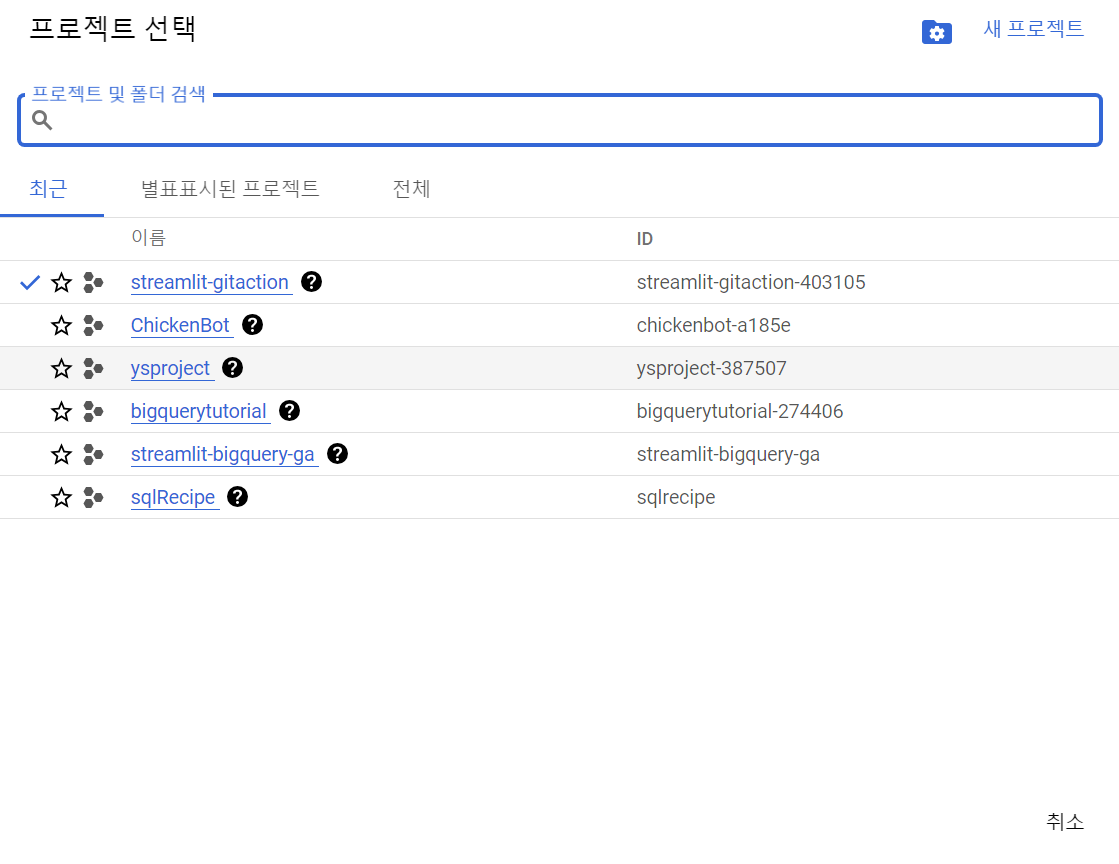 프로젝트 선택
새 프로젝트
프로젝트 및 폴더 검색
최근 별표표시된 프로젝트 전체
이름 ID
streamlit-gitaction streamlit-gitaction-403105
ChickenBot chickenbot-a185e
ysproject ysproject-387507
bigquerytutorial bigquerytutorial-274406
streamlit-bigquery-ga streamlit-bigquery-ga
sqlRecipe sqlrecipe
취소